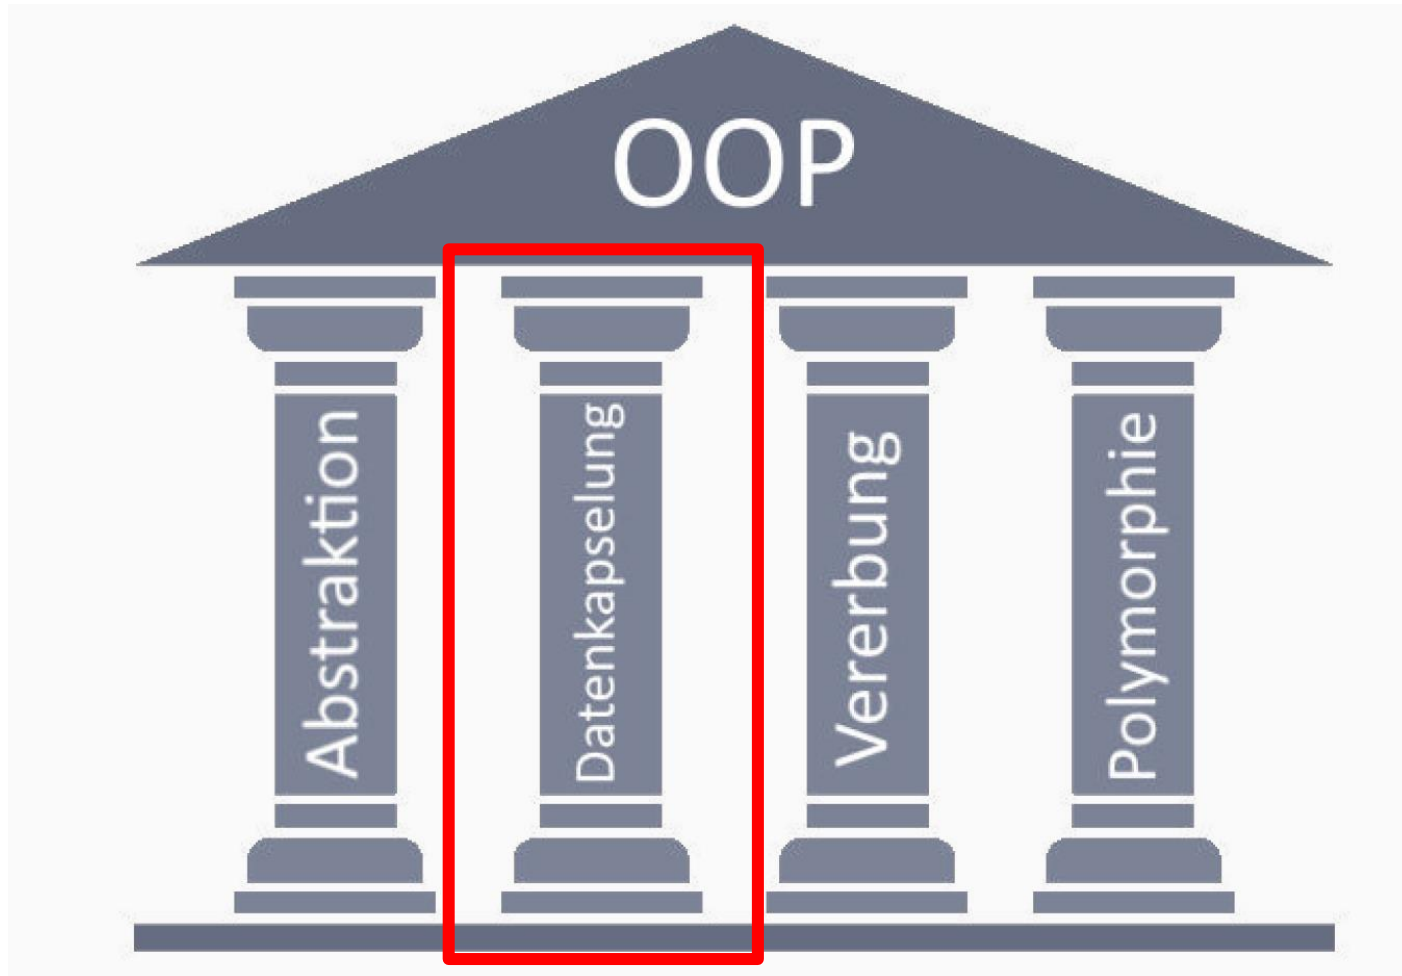 OOP
Abstraktion
Datenkapselung
Vererbung
Polymorphie